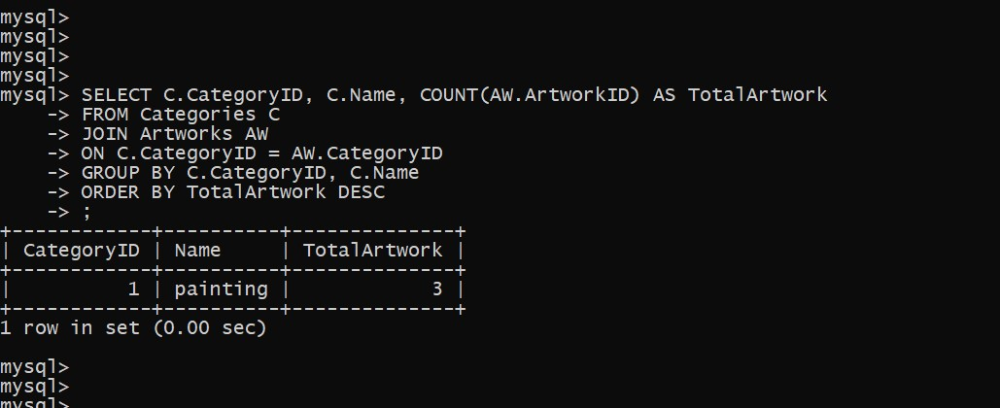 mysql>
mysql>
mysql>
mysql>
mysql> SELECT C.CategoryID, C.Name, COUNT(AW.ArtworkID) AS TotalArtwork
    -> FROM Categories C
    -> JOIN Artworks AW
    -> ON C.CategoryID = AW.CategoryID
    -> GROUP BY C.CategoryID, C.Name
    -> ORDER BY TotalArtwork DESC
    -> ;
+------------+----------+--------------+
| CategoryID | Name     | TotalArtwork |
+------------+----------+--------------+
|          1 | painting |            3 |
+------------+----------+--------------+
1 row in set (0.00 sec)

mysql>
mysql>
mysql>